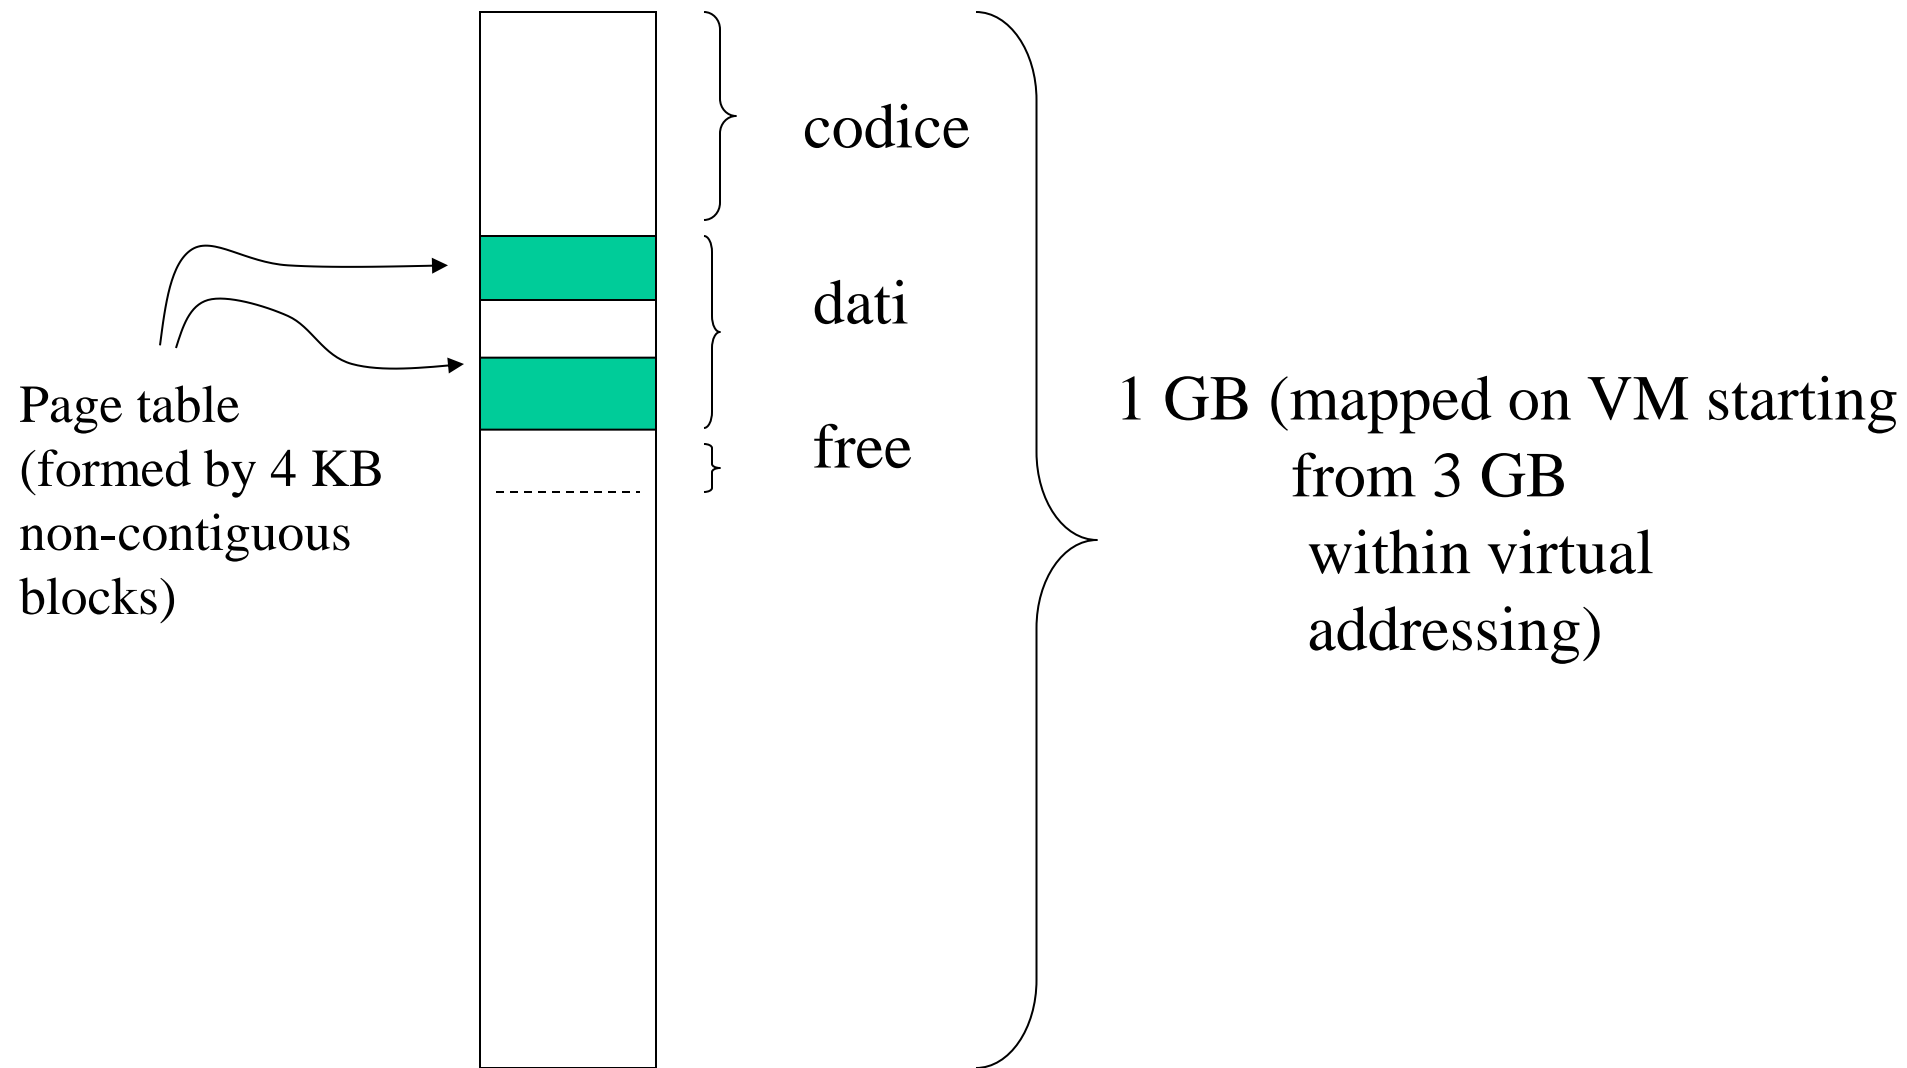 codice
dati
free
Page table
(formed by 4 KB
non-contiguous
blocks)
1 GB (mapped on VM starting
from 3 GB
within virtual
addressing)